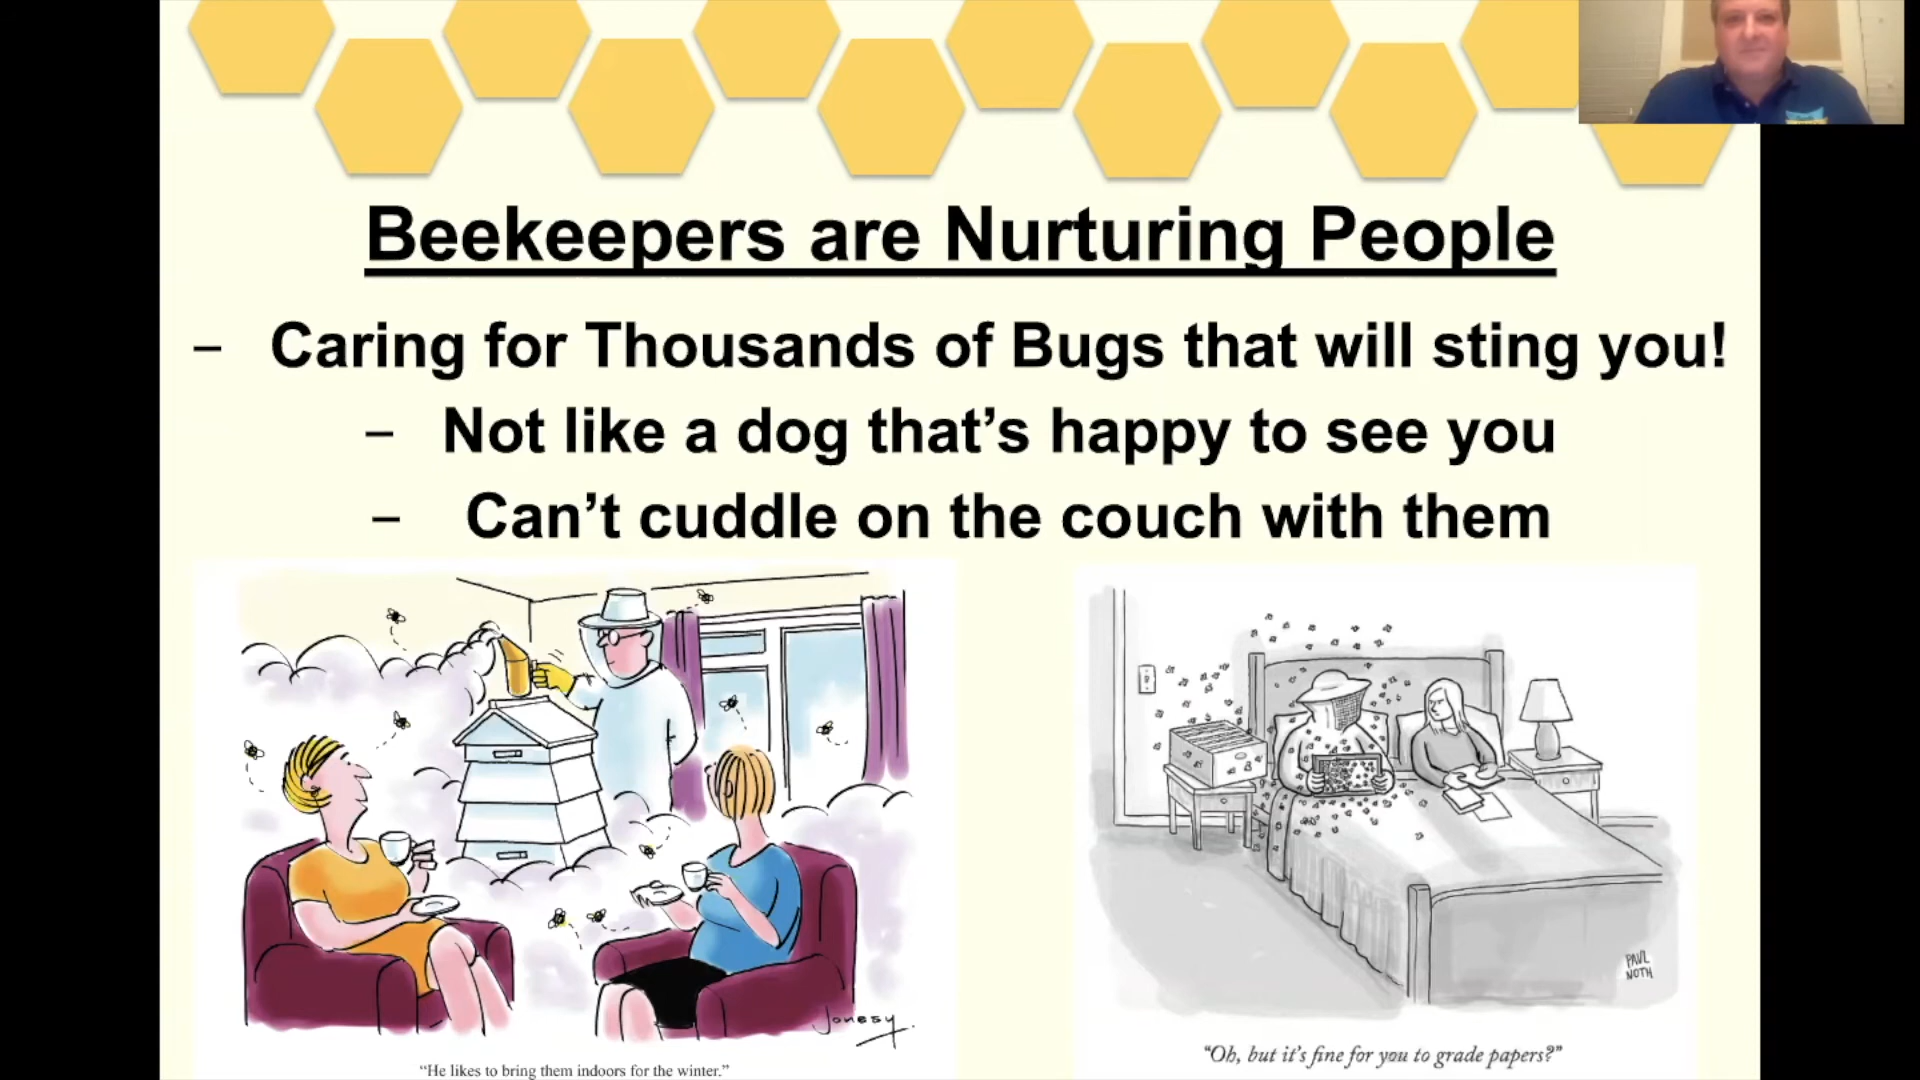 Beekeepers are Nurturing People
– Caring for Thousands of Bugs that will sting you!
– Not like a dog that’s happy to see you
– Can’t cuddle on the couch with them
Jonesy
PAUL
NOTH
“He likes to bring them indoors for the winter.”
“Oh, but it’s fine for you to grade papers?”